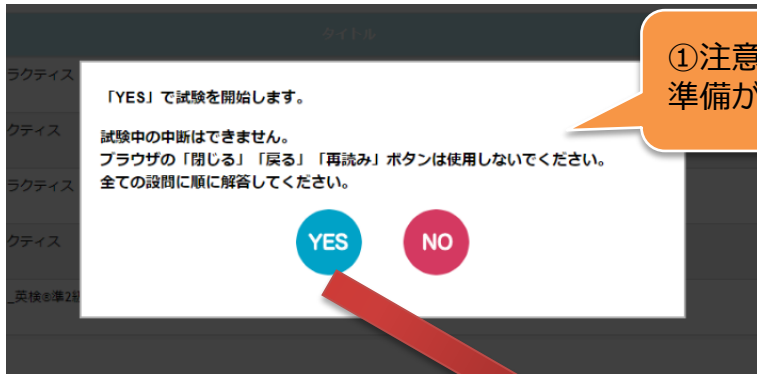 タイトル
①注意
準備が
ラクティス
「YES」で試験を開始します。
クティス
試験中の中断はできません。
ブラウザの「閉じる」「戻る」「再読み」ボタンは使用しないでください。
ラクティス
全ての設問に順に解答してください。
クティス
YES
NO
_英検®準2級